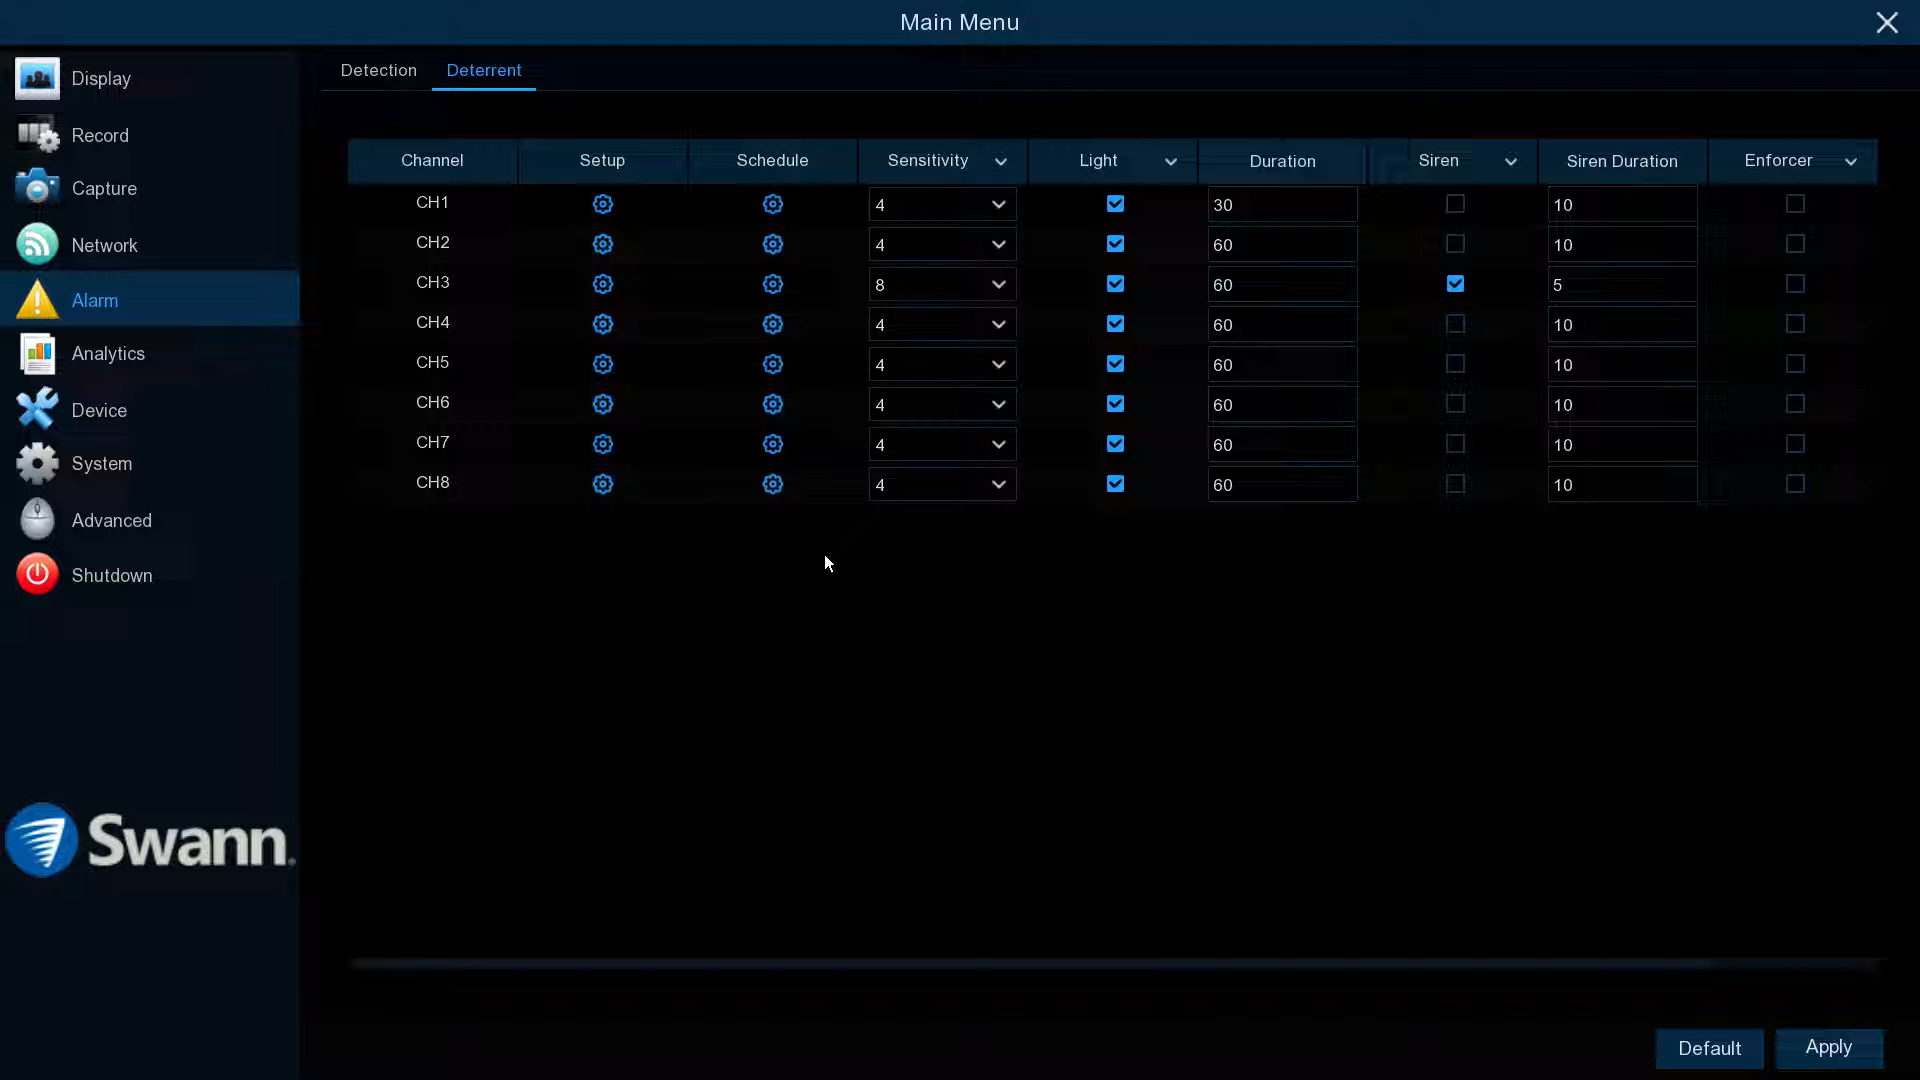 Main Menu
Display
Record
Capture
Network
Alarm
Analytics
Device
System
Advanced
Shutdown
Swann
Detection Deterrent
Channel Setup Schedule Sensitivity Light Duration Siren Siren Duration Enforcer
CH1 4 30 10
CH2 4 60 10
CH3 8 60 5
CH4 4 60 10
CH5 4 60 10
CH6 4 60 10
CH7 4 60 10
CH8 4 60 10
Default Apply